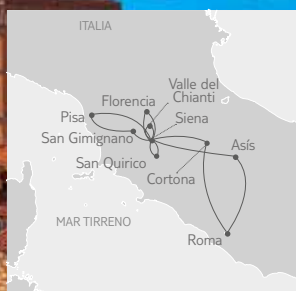 ITALIA
Valle del
Chianti
Florencia
Pisa
Siena
San Gimignano
Asís
San Quirico
Cortona
MAR TIRRENO
Roma